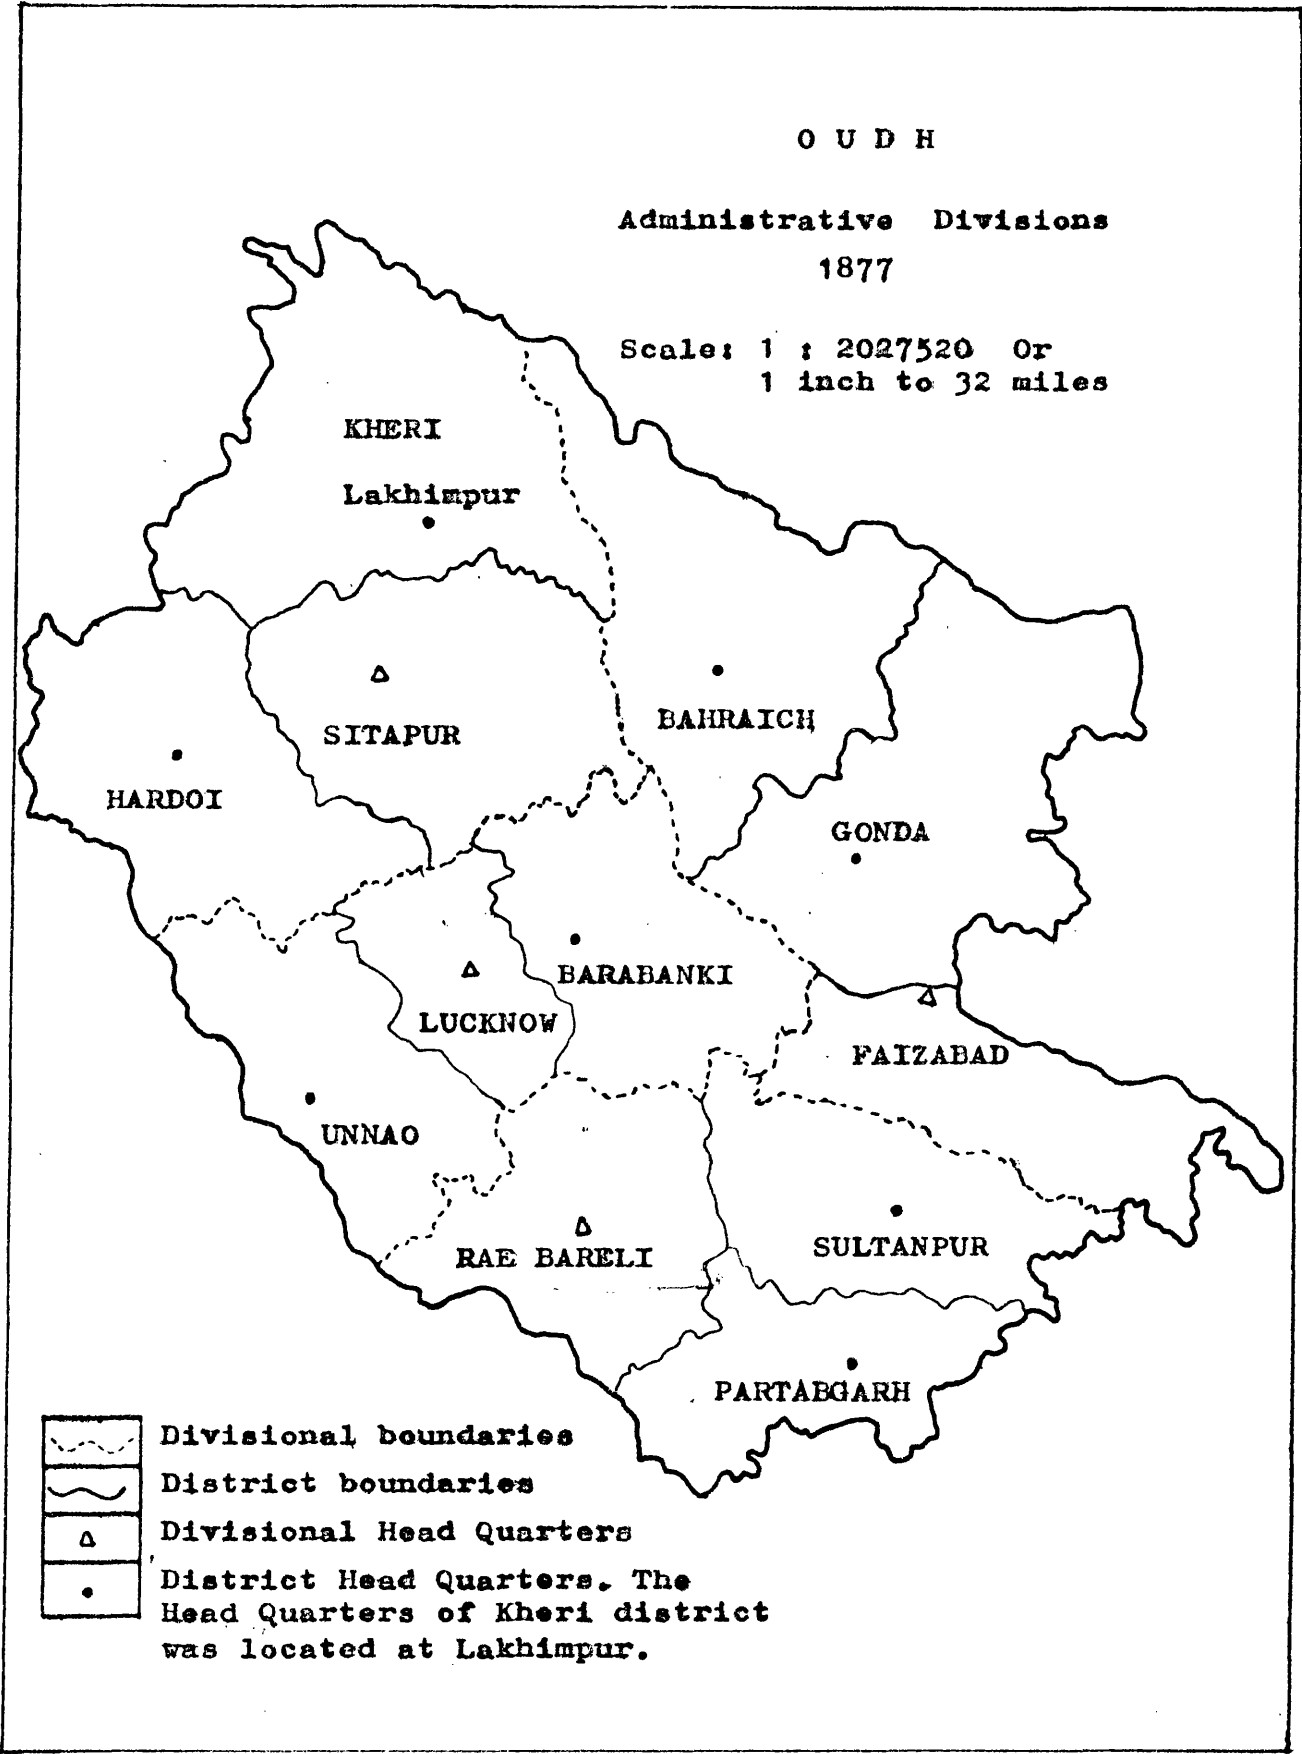 O U D H
Administrative Divisions
1877
Scale: 1 : 2027520 Or
1 inch to 32 miles
KHERI
Lakhimpur
SITAPUR
BAHRAICH
HARDOI
GONDA
BARABANKI
LUCKNOW
FAIZABAD
UNNAO
SULTANPUR
RAE BARELI
PARTABGARH
Divisional boundaries
District boundaries
Divisional Head Quarters
District Head Quarters. The
Head Quarters of Kheri district
was located at Lakhimpur.